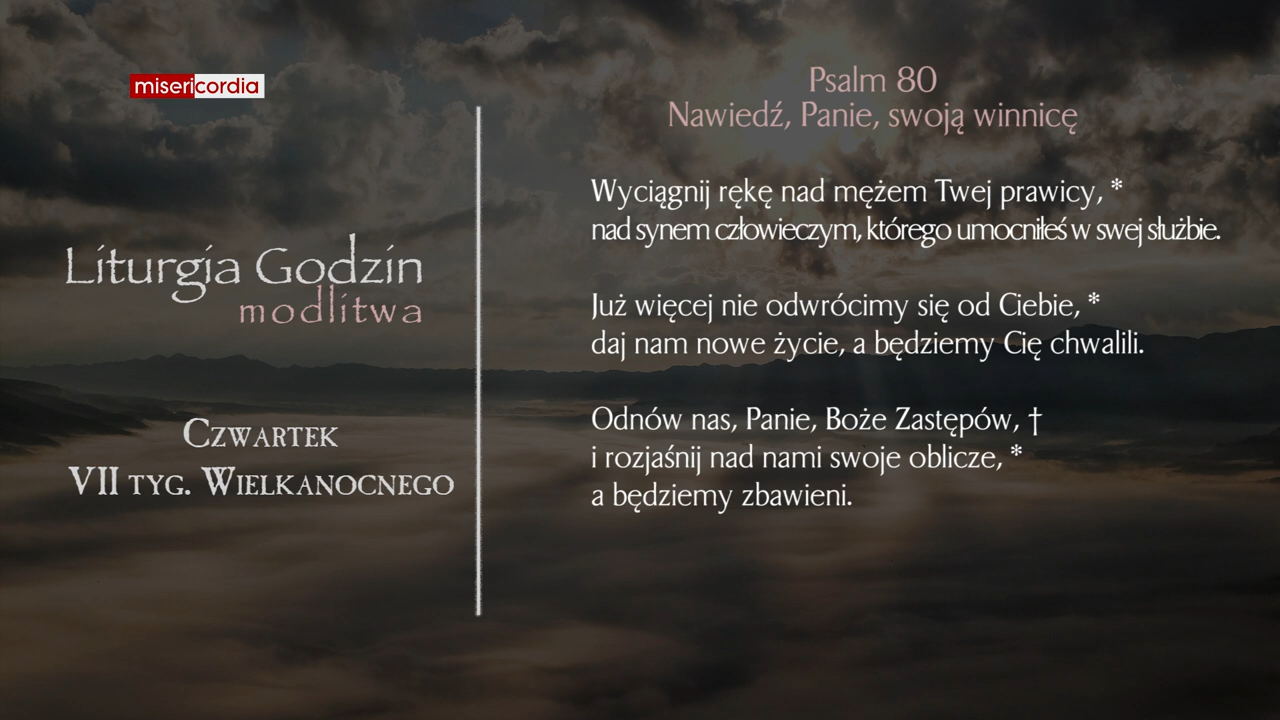 misericordia
Liturgia Godzin
modlitwa
Czwartek
VII tyg. Wielkanocnego
Psalm 80
Nawiedź, Panie, swoją winnicę
Wyciągnij rękę nad mężem Twej prawicy, *
nad synem człowieczym, którego umocniłeś w swej służbie.
Już więcej nie odwrócimy się od Ciebie, *
daj nam nowe życie, a będziemy Cię chwalili.
Odnów nas, Panie, Boże Zastępów, †
i rozjaśnij nad nami swoje oblicze, *
a będziemy zbawieni.